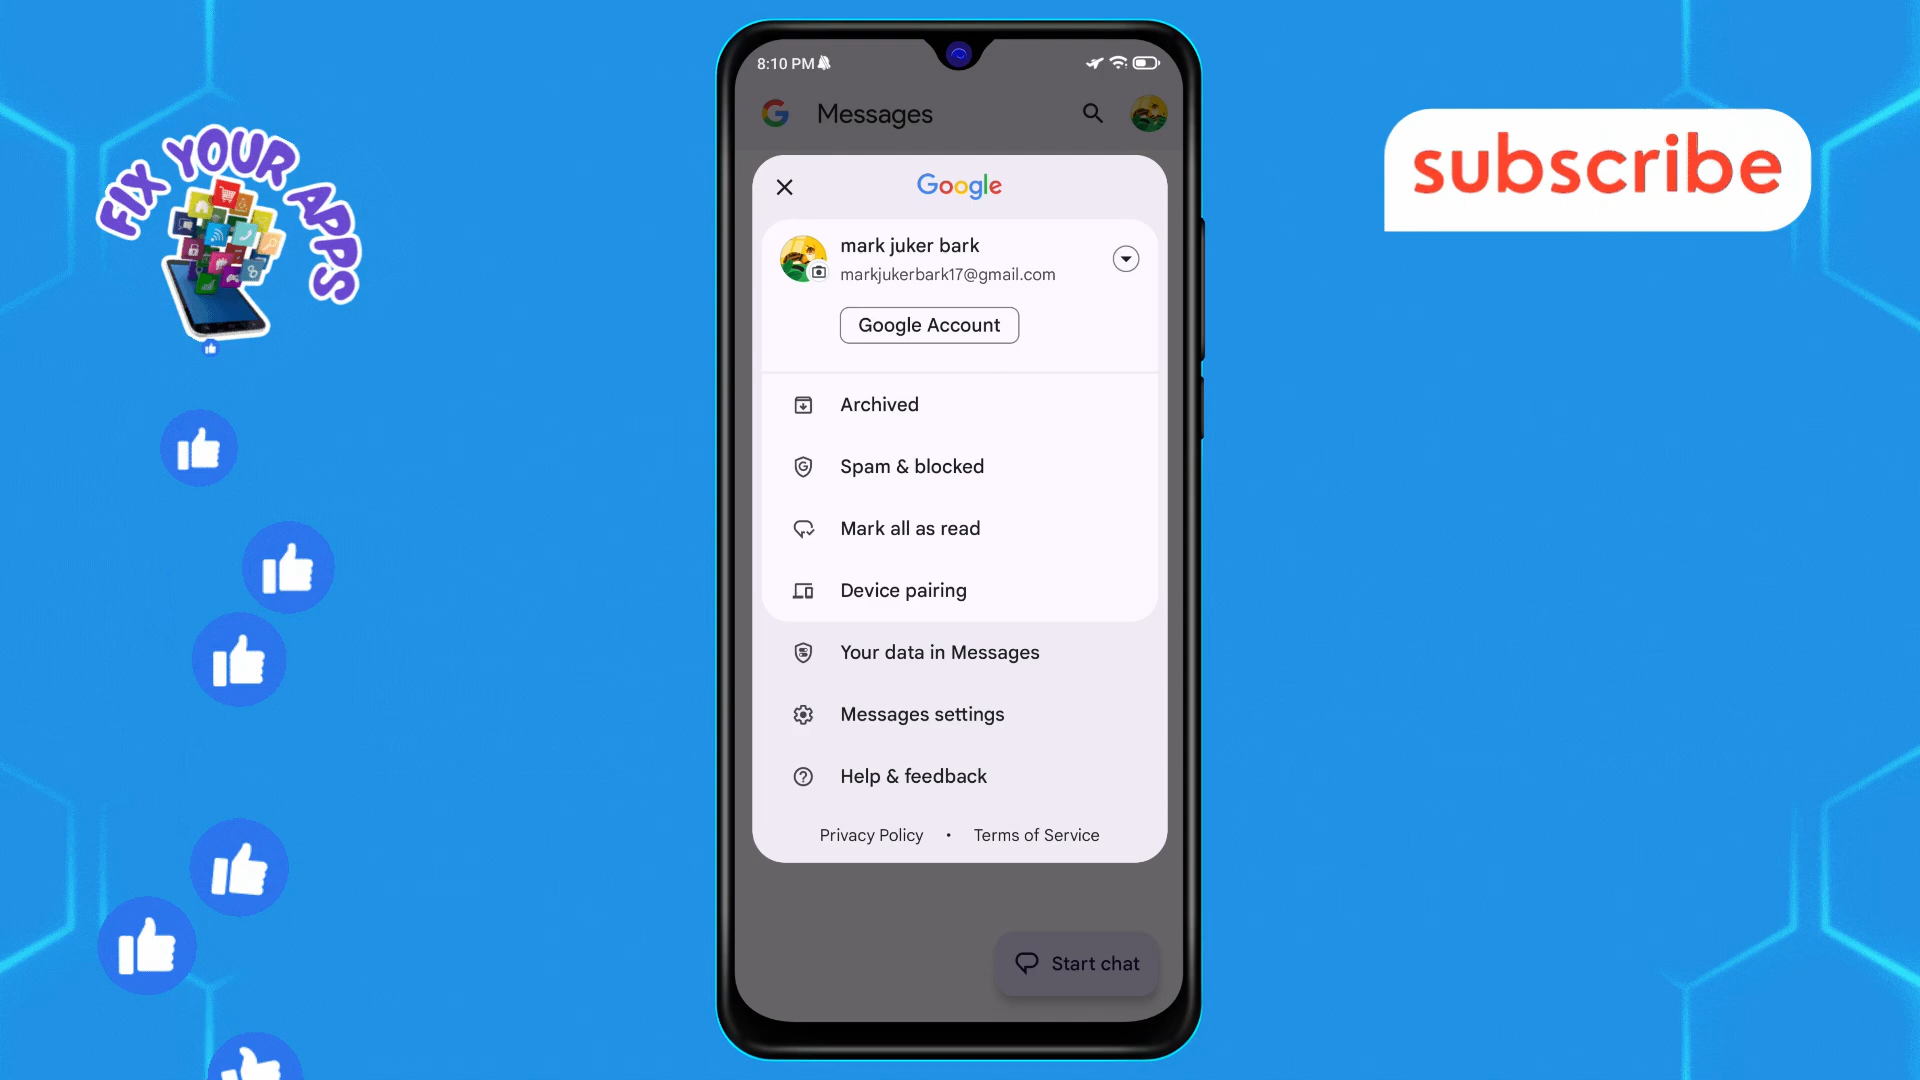 FIX YOUR APPS
subscribe
8:10 PM
Messages
Google
mark juker bark
markjukerbark17@gmail.com
Google Account
Archived
Spam & blocked
Mark all as read
Device pairing
Your data in Messages
Messages settings
Help & feedback
Privacy Policy • Terms of Service
Start chat